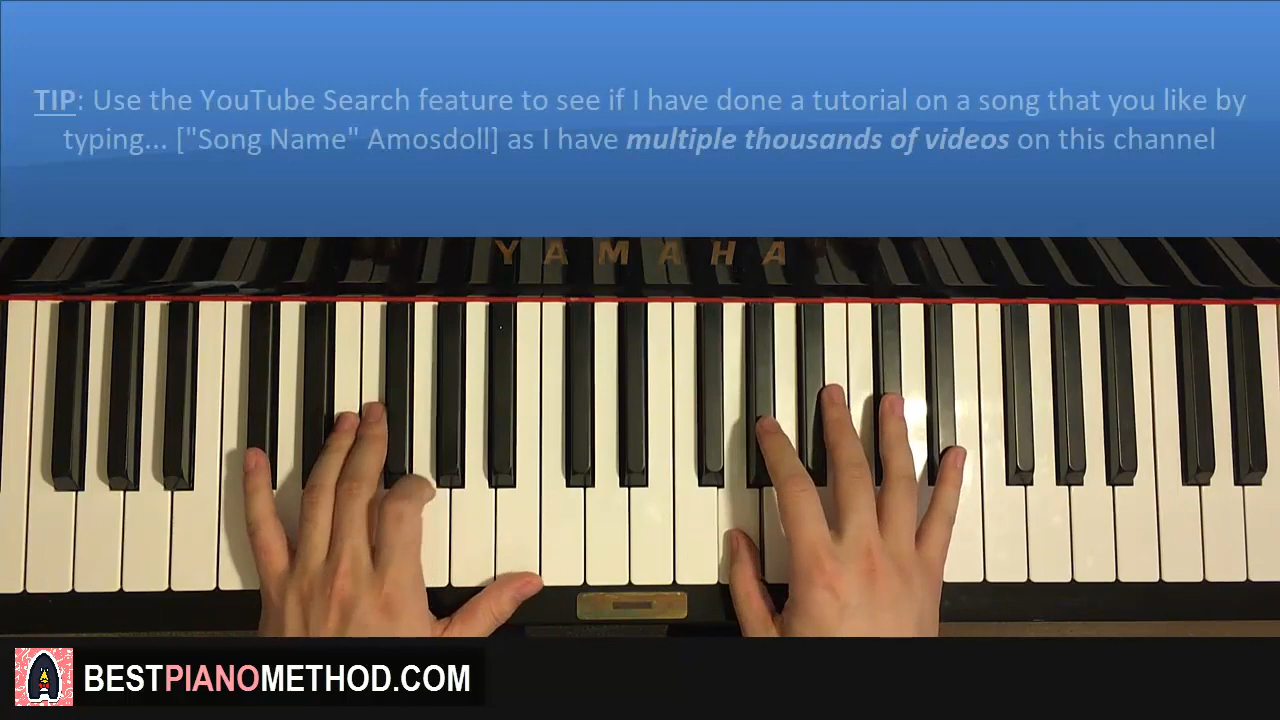 TIP: Use the YouTube Search feature to see if I have done a tutorial on a song that you like by
typing... ["Song Name" Amosdoll] as I have multiple thousands of videos on this channel
YAMAHA
BESTPIANOMETHOD.COM